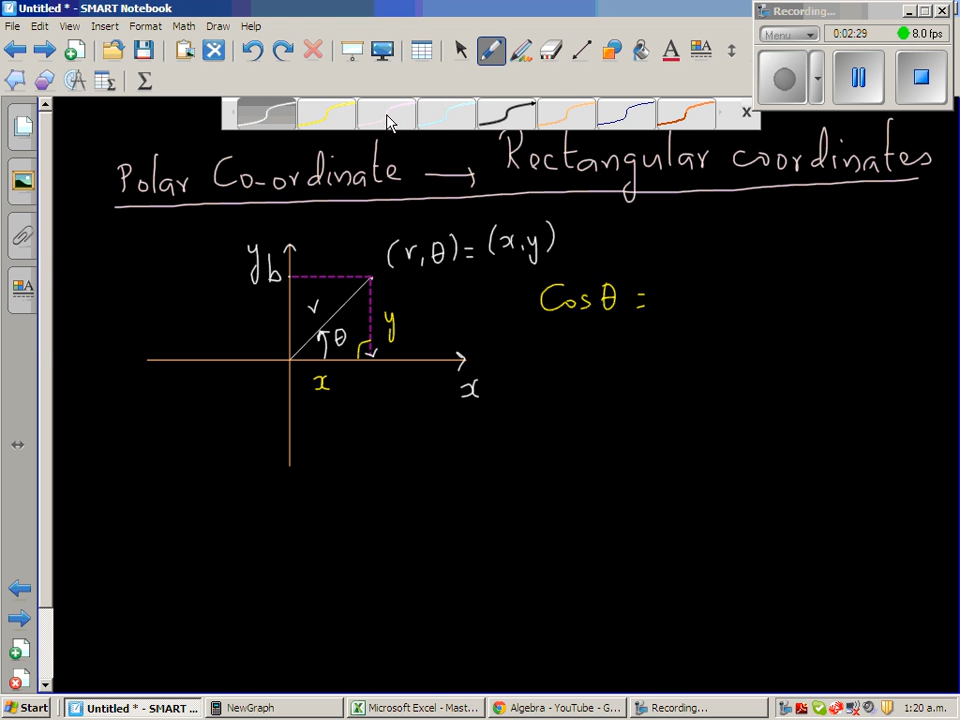 Untitled * - SMART Notebook
Recording...
File Edit View Insert Format Math Draw Help
Menu 0:02:29 8.0 fps
Polar Co-ordinate → Rectangular coordinates
y b (r, θ) = (x, y)
Cos θ =
r
θ
y
x
x
Start Untitled * - SMART ... NewGraph Microsoft Excel - Mast... Algebra - YouTube - G... Recording... 1:20 a.m.